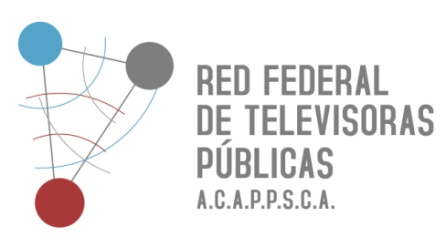 RED FEDERAL
DE TELEVISORAS
PÚBLICAS
A.C.A.P.P.S.C.A.